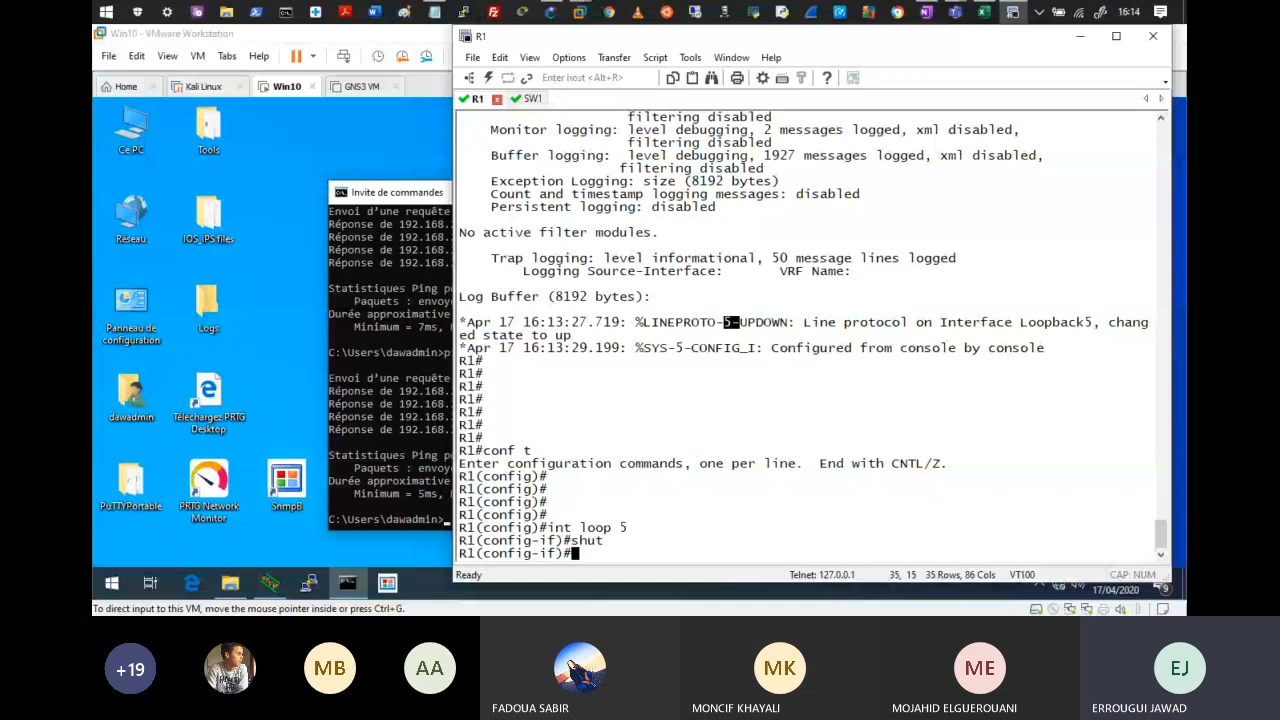 16:14
Win10 - VMware Workstation
File Edit View VM Tabs Help
Home
Kali Linux
Win10
GNS3 VM
Ce PC
Tools
Réseau
IOS_IPS files
Panneau de
configuration
Logs
dawadmin
Téléchargez PRTG
Desktop
PuTTYPortable
PRTG Network
Monitor
SnmpB
Invite de commandes
Envoi d'une requête
Réponse de 192.168.
Réponse de 192.168.
Réponse de 192.168.
Réponse de 192.168.
Statistiques Ping p
Paquets : envoy
Durée approximative
Minimum = 7ms,
C:\Users\dawadmin>p
Envoi d'une requête
Réponse de 192.168.
Réponse de 192.168.
Réponse de 192.168.
Réponse de 192.168.
Statistiques Ping p
Paquets : envoy
Durée approximative
Minimum = 5ms,
C:\Users\dawadmin>
R1
File Edit View Options Transfer Script Tools Window Help
Enter host <Alt+R>
R1
SW1
filtering disabled
Monitor logging: level debugging, 2 messages logged, xml disabled,
filtering disabled
Buffer logging: level debugging, 1927 messages logged, xml disabled,
filtering disabled
Exception Logging: size (8192 bytes)
Count and timestamp logging messages: disabled
Persistent logging: disabled
No active filter modules.
Trap logging: level informational, 50 message lines logged
Logging Source-Interface: VRF Name:
Log Buffer (8192 bytes):
*Apr 17 16:13:27.719: %LINEPROTO-5-UPDOWN: Line protocol on Interface Loopback5, chang
ed state to up
*Apr 17 16:13:29.199: %SYS-5-CONFIG_I: Configured from console by console
R1#
R1#
R1#
R1#
R1#
R1#
R1#
R1#conf t
Enter configuration commands, one per line. End with CNTL/Z.
R1(config)#
R1(config)#
R1(config)#
R1(config)#
R1(config)#int loop 5
R1(config-if)#shut
R1(config-if)#
Ready
Telnet: 127.0.0.1
35, 15
35 Rows, 86 Cols
VT100
CAP NUM
17/04/2020
9
To direct input to this VM, move the mouse pointer inside or press Ctrl+G.
+19
MB
AA
FADOUA SABIR
MK
MONCIF KHAYALI
ME
MOJAHID ELGUEROUANI
EJ
ERROUGUI JAWAD